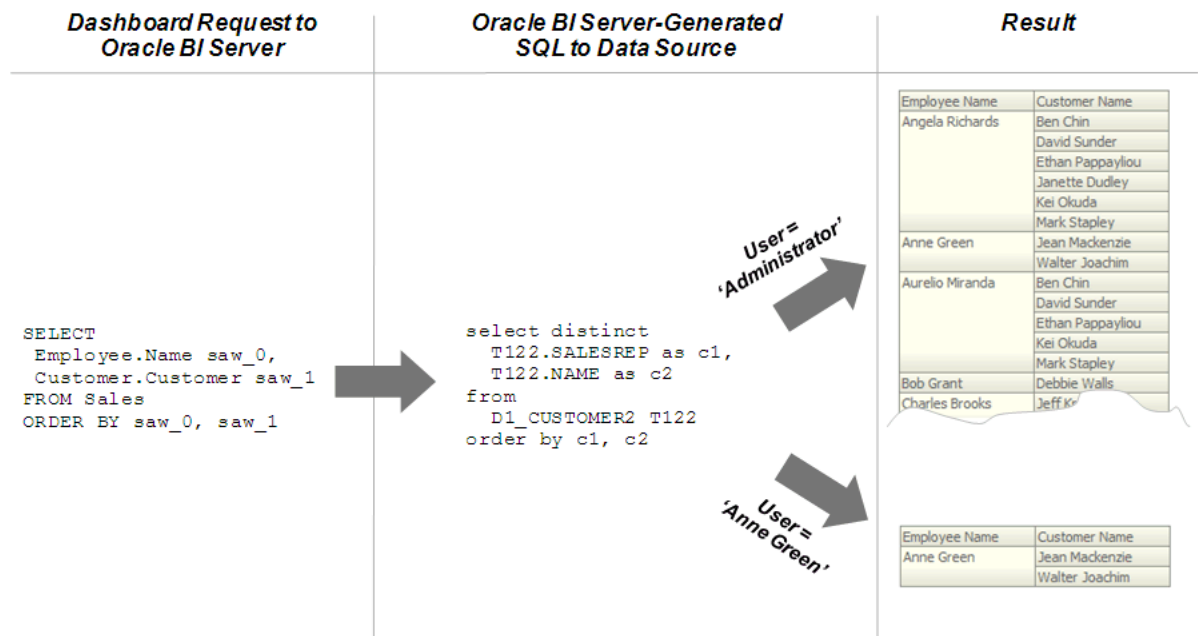 Dashboard Request to
Oracle BI Server
Oracle BI Server-Generated
SQL to Data Source
Result
SELECT
Employee.Name saw_0,
Customer.Customer saw_1
FROM Sales
ORDER BY saw_0, saw_1
select distinct
T122.SALESREP as c1,
T122.NAME as c2
from
D1_CUSTOMER2 T122
order by c1, c2
User =
‘Administrator’
User =
‘Anne Green’
Employee Name Customer Name
Angela Richards Ben Chin
David Sunder
Ethan Pappayliou
Janette Dudley
Kei Okuda
Mark Stapley
Anne Green Jean Mackenzie
Walter Joachim
Aurelio Miranda Ben Chin
David Sunder
Ethan Pappayliou
Kei Okuda
Mark Stapley
Bob Grant Debbie Walls
Charles Brooks Jeff
Employee Name Customer Name
Anne Green Jean Mackenzie
Walter Joachim